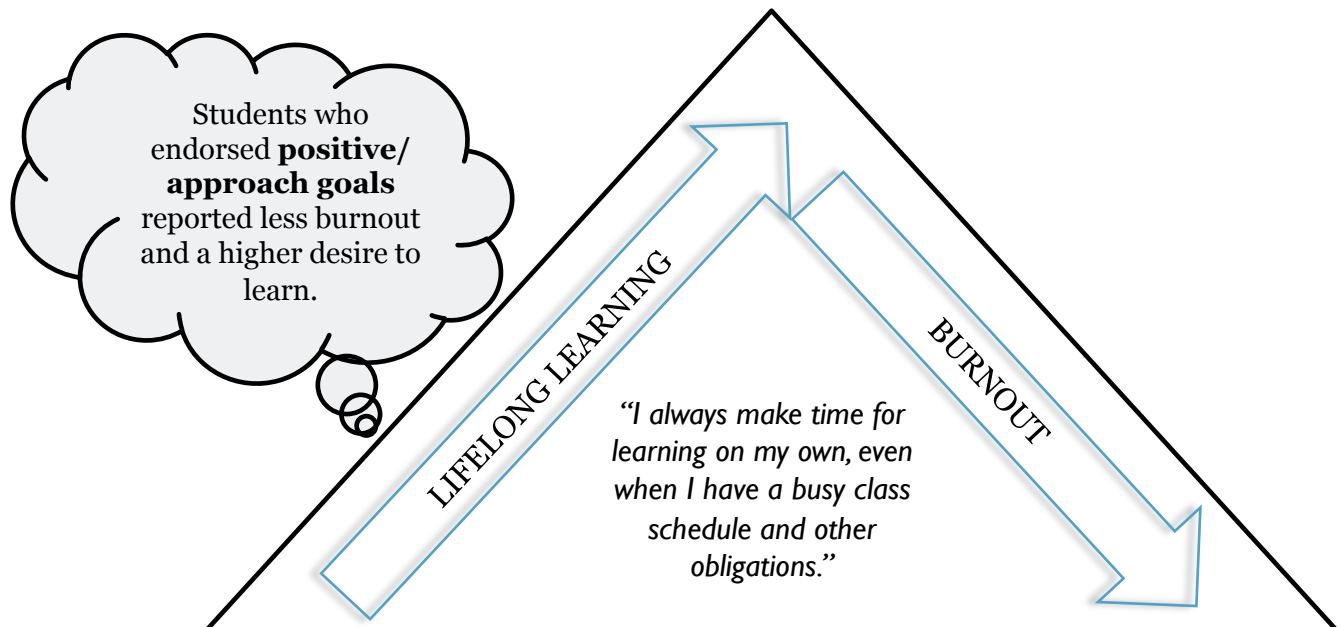 Students who
endorsed positive/
approach goals
reported less burnout
and a higher desire to
learn.
LIFELONG LEARNING
BURNOUT
“I always make time for
learning on my own, even
when I have a busy class
schedule and other
obligations.”